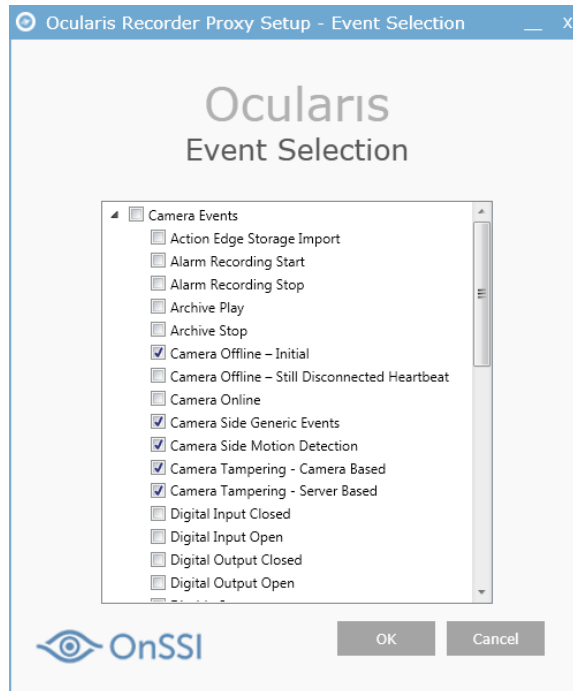 Ocularis Recorder Proxy Setup - Event Selection
Ocularis
Event Selection
Camera Events
Action Edge Storage Import
Alarm Recording Start
Alarm Recording Stop
Archive Play
Archive Stop
Camera Offline – Initial
Camera Offline – Still Disconnected Heartbeat
Camera Online
Camera Side Generic Events
Camera Side Motion Detection
Camera Tampering - Camera Based
Camera Tampering - Server Based
Digital Input Closed
Digital Input Open
Digital Output Closed
Digital Output Open
OnSSI
OK
Cancel